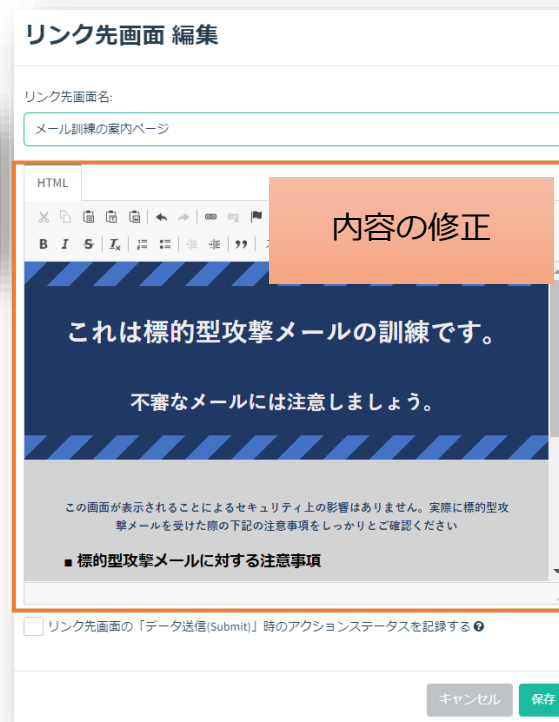 リンク先画面 編集
リンク先画面名:
メール訓練の案内ページ
HTML
内容の修正
B I S Ix
これは標的型攻撃メールの訓練です。
不審なメールには注意しましょう。
この画面が表示されることによるセキュリティ上の影響はありません。実際に標的型攻
撃メールを受けた際の下記の注意事項をしっかりとご確認ください
■ 標的型攻撃メールに対する注意事項
リンク先画面の「データ送信(Submit)」時のアクションステータスを記録する
キャンセル 保存